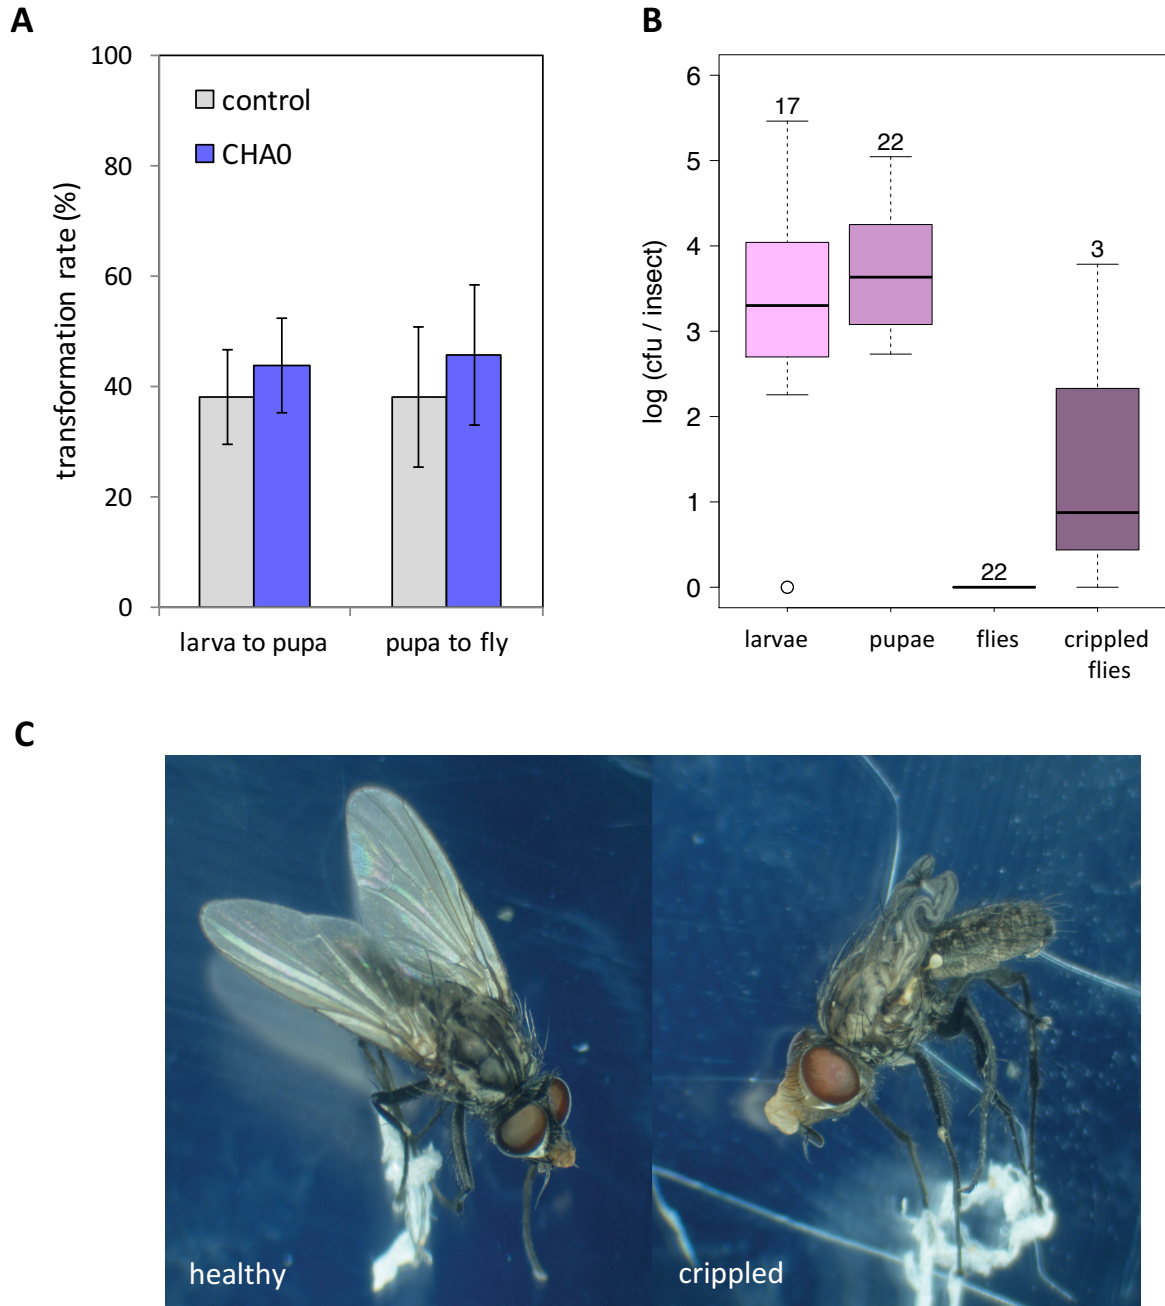 A
100
80
60
40
20
0
transformation rate (%)
control
CHA0
larva to pupa
pupa to fly
B
6
5
4
3
2
1
0
log (cfu / insect)
17
22
22
3
larvae
pupae
flies
crippled
flies
C
healthy
crippled